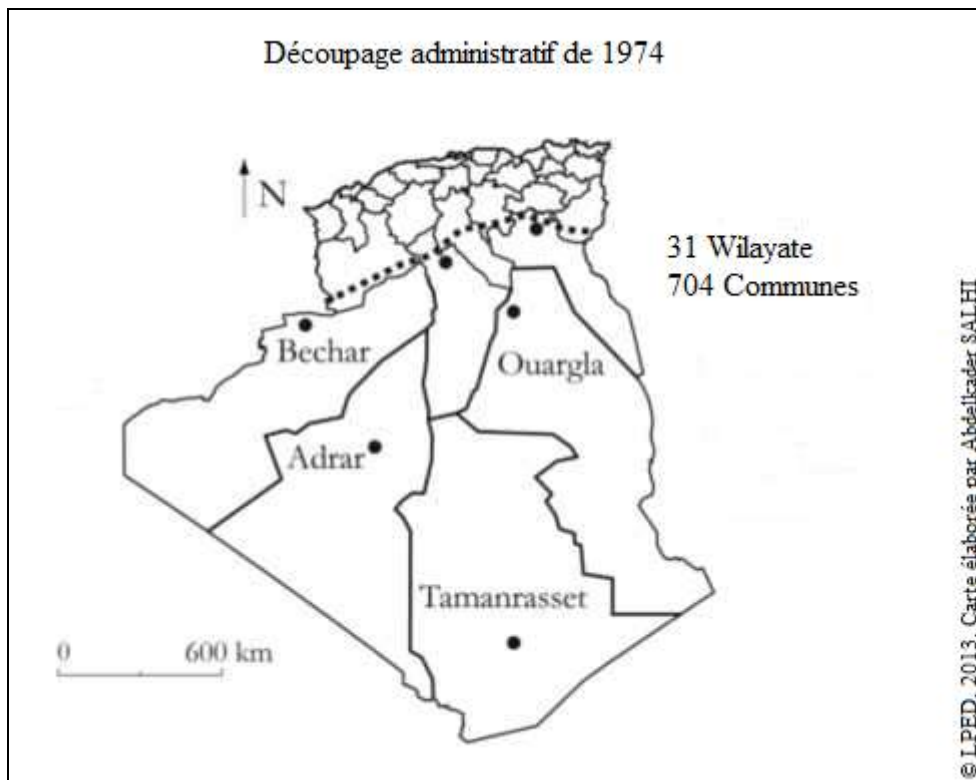 Découpage administratif de 1974
N
31 Wilayate
704 Communes
Bechar
Ouargla
Adrar
Tamanrasset
0 600 km
© LPED, 2013. Carte élaborée par Abdelkader SALHI